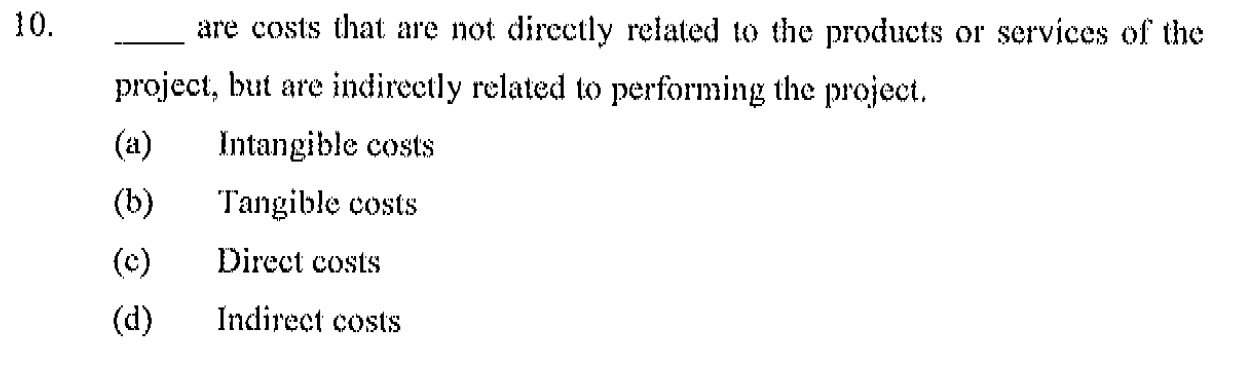 10. _____ are costs that are not directly related to the products or services of the
project, but are indirectly related to performing the project.
(a) Intangible costs
(b) Tangible costs
(c) Direct costs
(d) Indirect costs